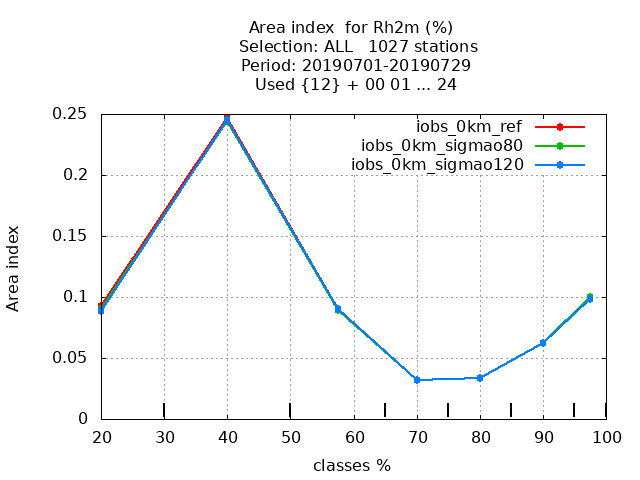 Area index  for Rh2m (%)
Selection: ALL   1027 stations
Period: 20190701-20190729
Used {12} + 00 01 ... 24
0.25
iobs_0km_ref
iobs_0km_sigmao80
iobs_0km_sigmao120
0.2
0.15
0.1
0.05
0
Area index
20 30 40 50 60 70 80 90 100
classes %